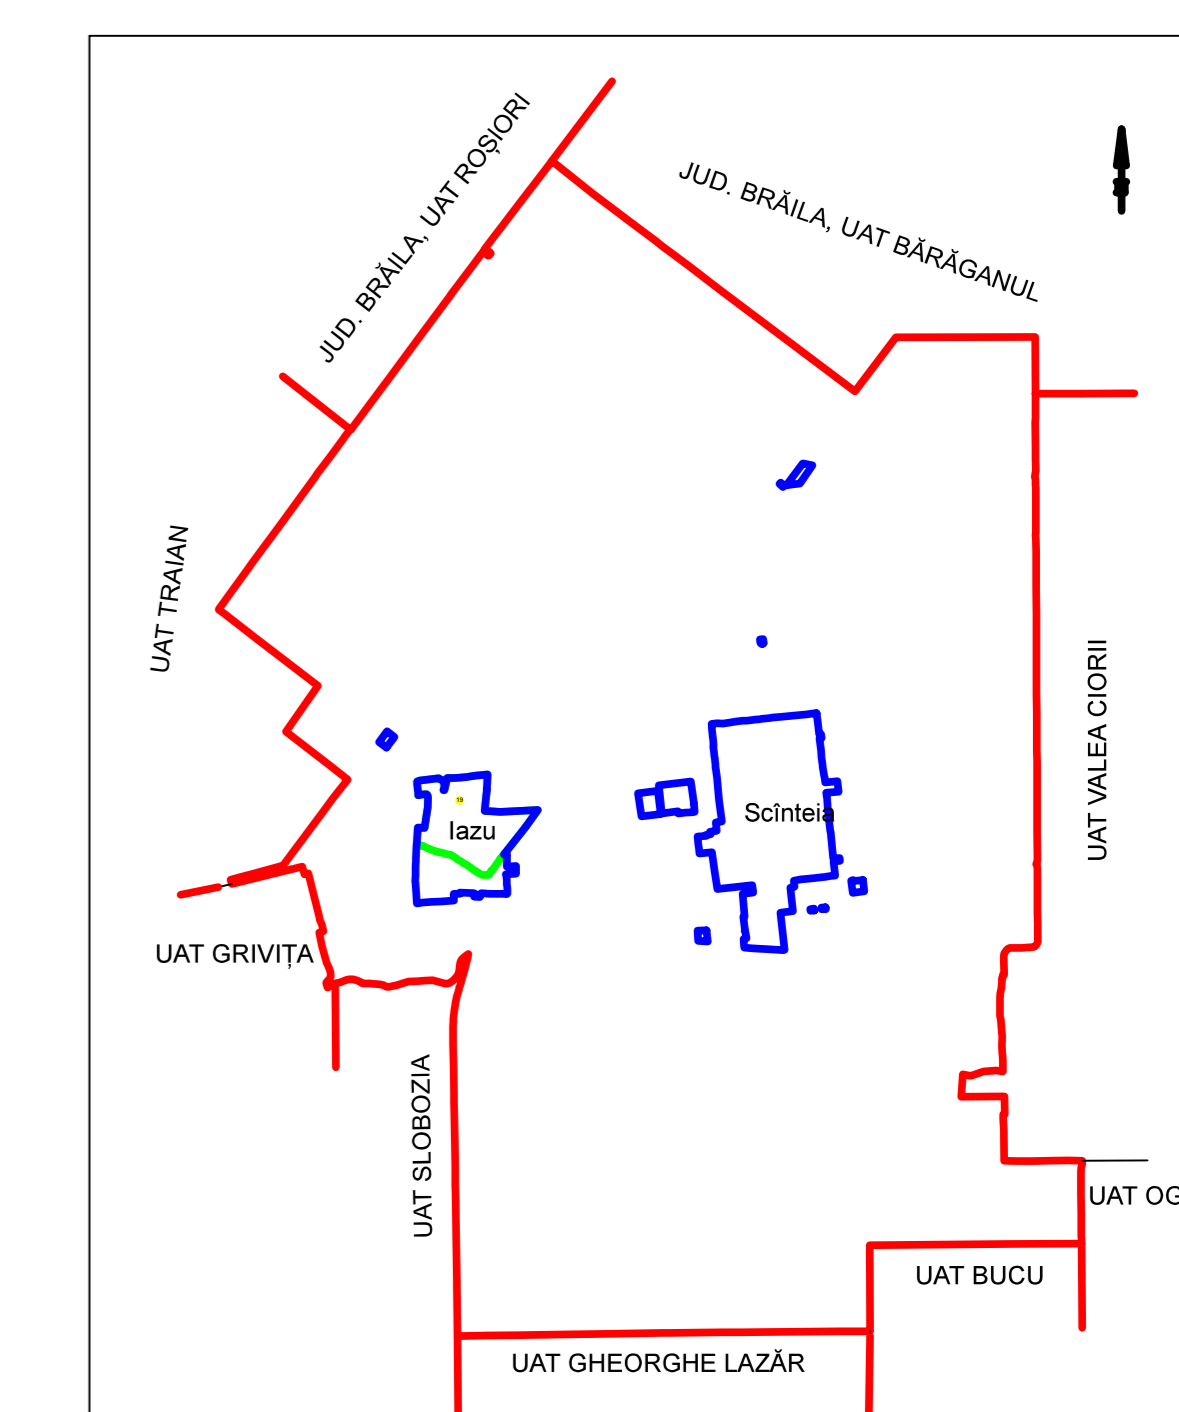 JUD. BRĂILA, UAT ROȘIORI
JUD. BRĂILA, UAT BĂRĂGANUL
UAT TRAIAN
UAT VALEA CIORII
19
Iazu
Scînteia
UAT GRIVIȚA
UAT SLOBOZIA
UAT OG
UAT BUCU
UAT GHEORGHE LAZĂR